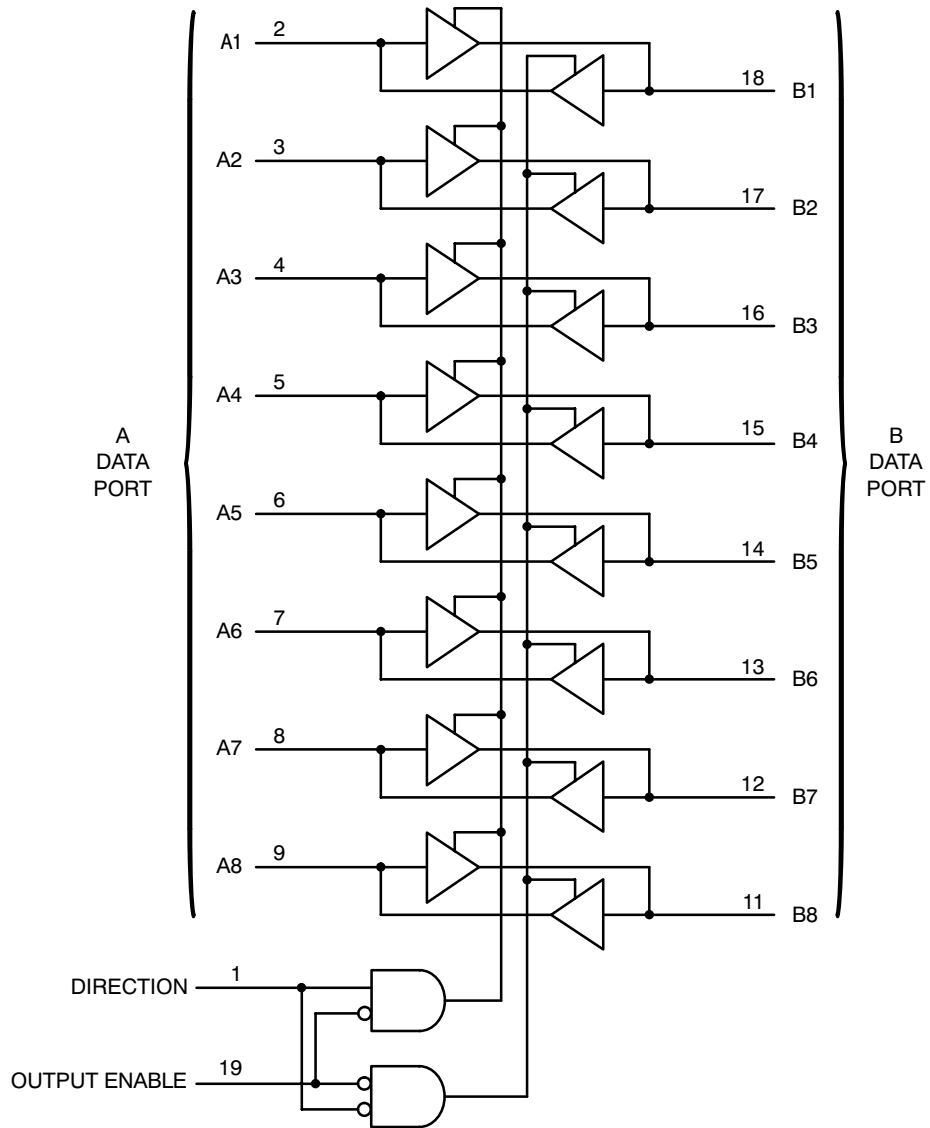 A1 2
18 B1
A2 3
17 B2
A3 4
16 B3
A4 5
15 B4
A
DATA
PORT
B
DATA
PORT
A5 6
14 B5
A6 7
13 B6
A7 8
12 B7
A8 9
11 B8
DIRECTION 1
OUTPUT ENABLE 19